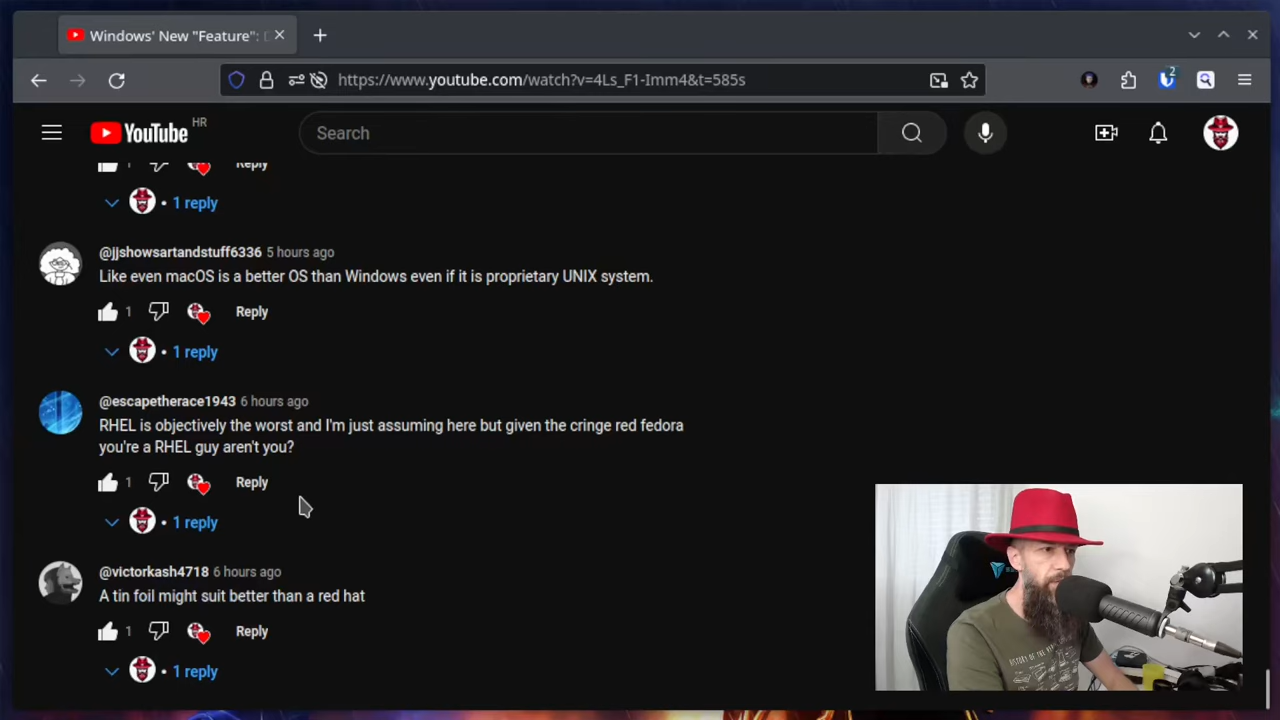 Windows' New "Feature":
https://www.youtube.com/watch?v=4Ls_F1-Imm4&t=585s
2
YouTube HR
Search
1 Reply
• 1 reply
@jjshowsartandstuff6336 5 hours ago
Like even macOS is a better OS than Windows even if it is proprietary UNIX system.
1 Reply
• 1 reply
@escapetherace1943 6 hours ago
RHEL is objectively the worst and I'm just assuming here but given the cringe red fedora
you're a RHEL guy aren't you?
1 Reply
• 1 reply
@victorkash4718 6 hours ago
A tin foil might suit better than a red hat
1 Reply
• 1 reply